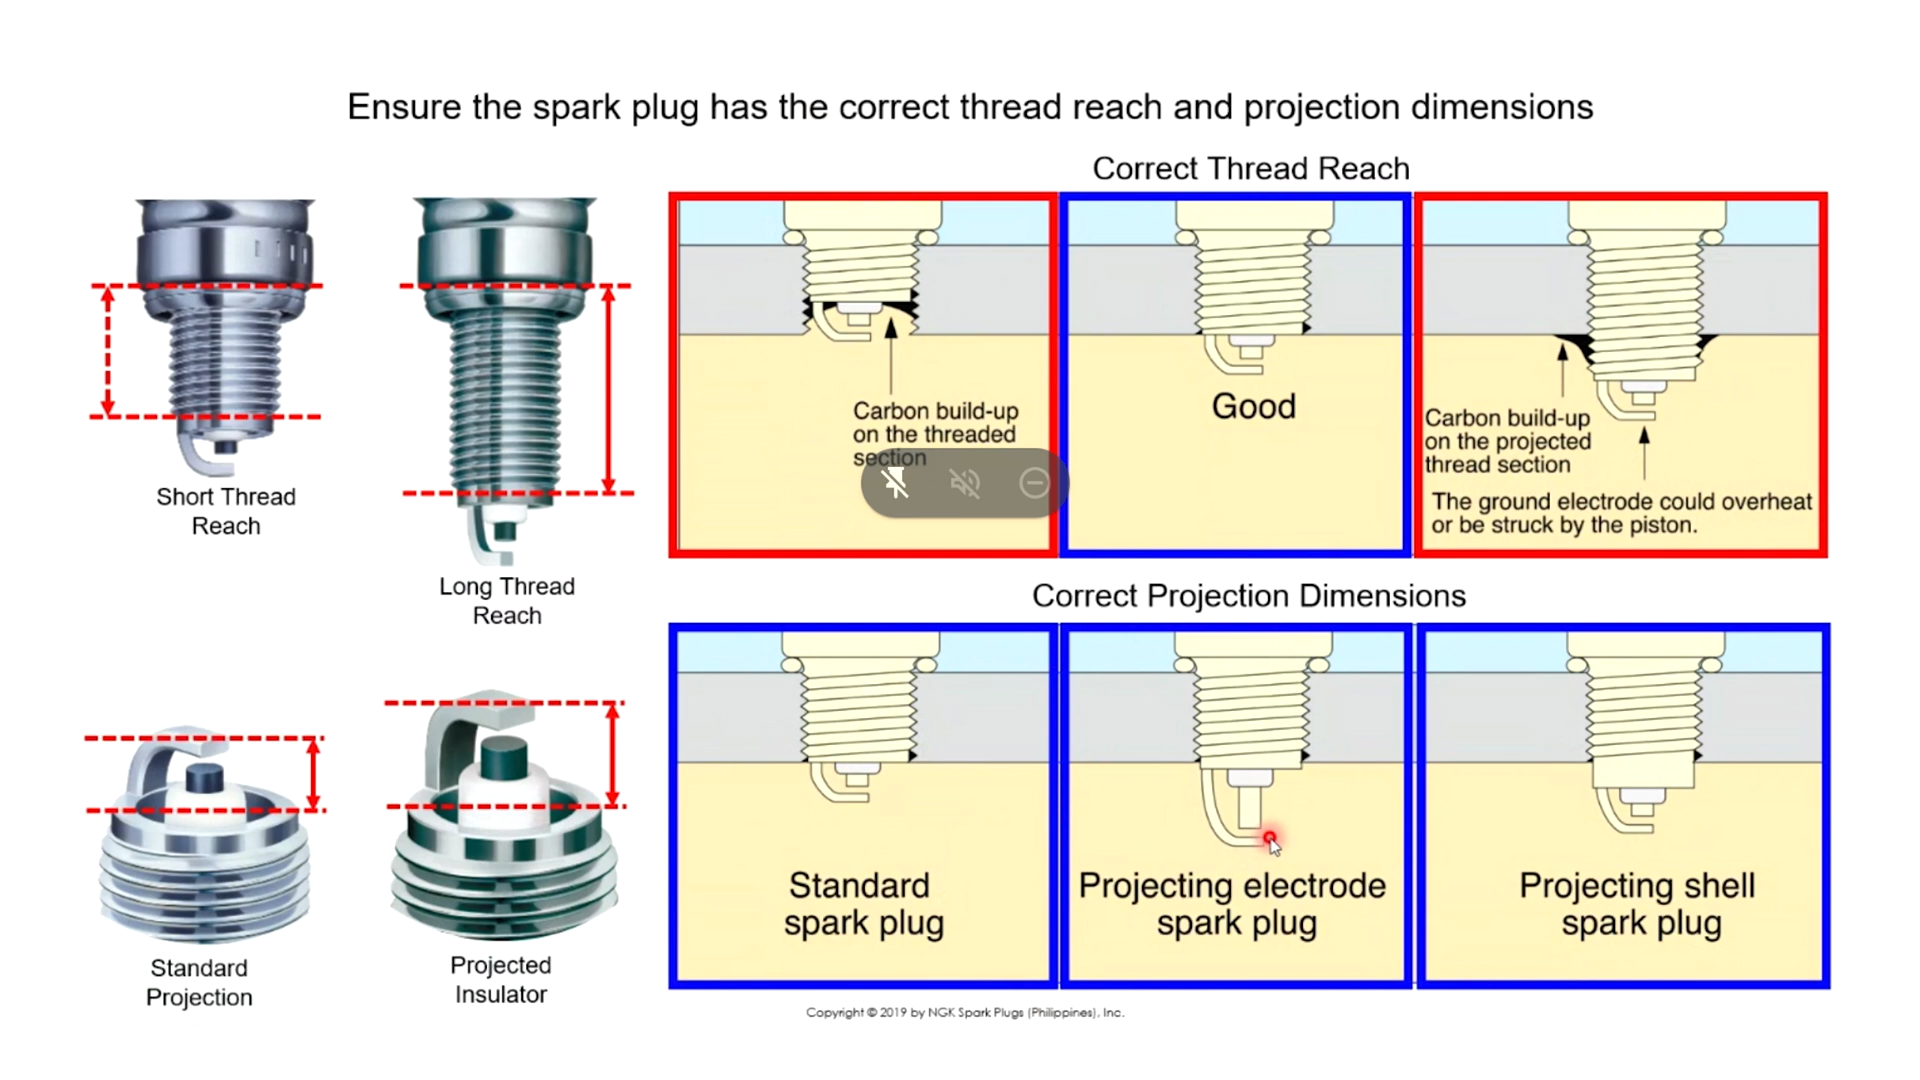 Ensure the spark plug has the correct thread reach and projection dimensions
Correct Thread Reach
Short Thread
Reach
Long Thread
Reach
Carbon build-up
on the threaded
section
Good
Carbon build-up
on the projected
thread section
The ground electrode could overheat
or be struck by the piston.
Correct Projection Dimensions
Standard
Projection
Projected
Insulator
Standard
spark plug
Projecting electrode
spark plug
Projecting shell
spark plug
Copyright © 2019 by NGK Spark Plugs (Philippines), Inc.